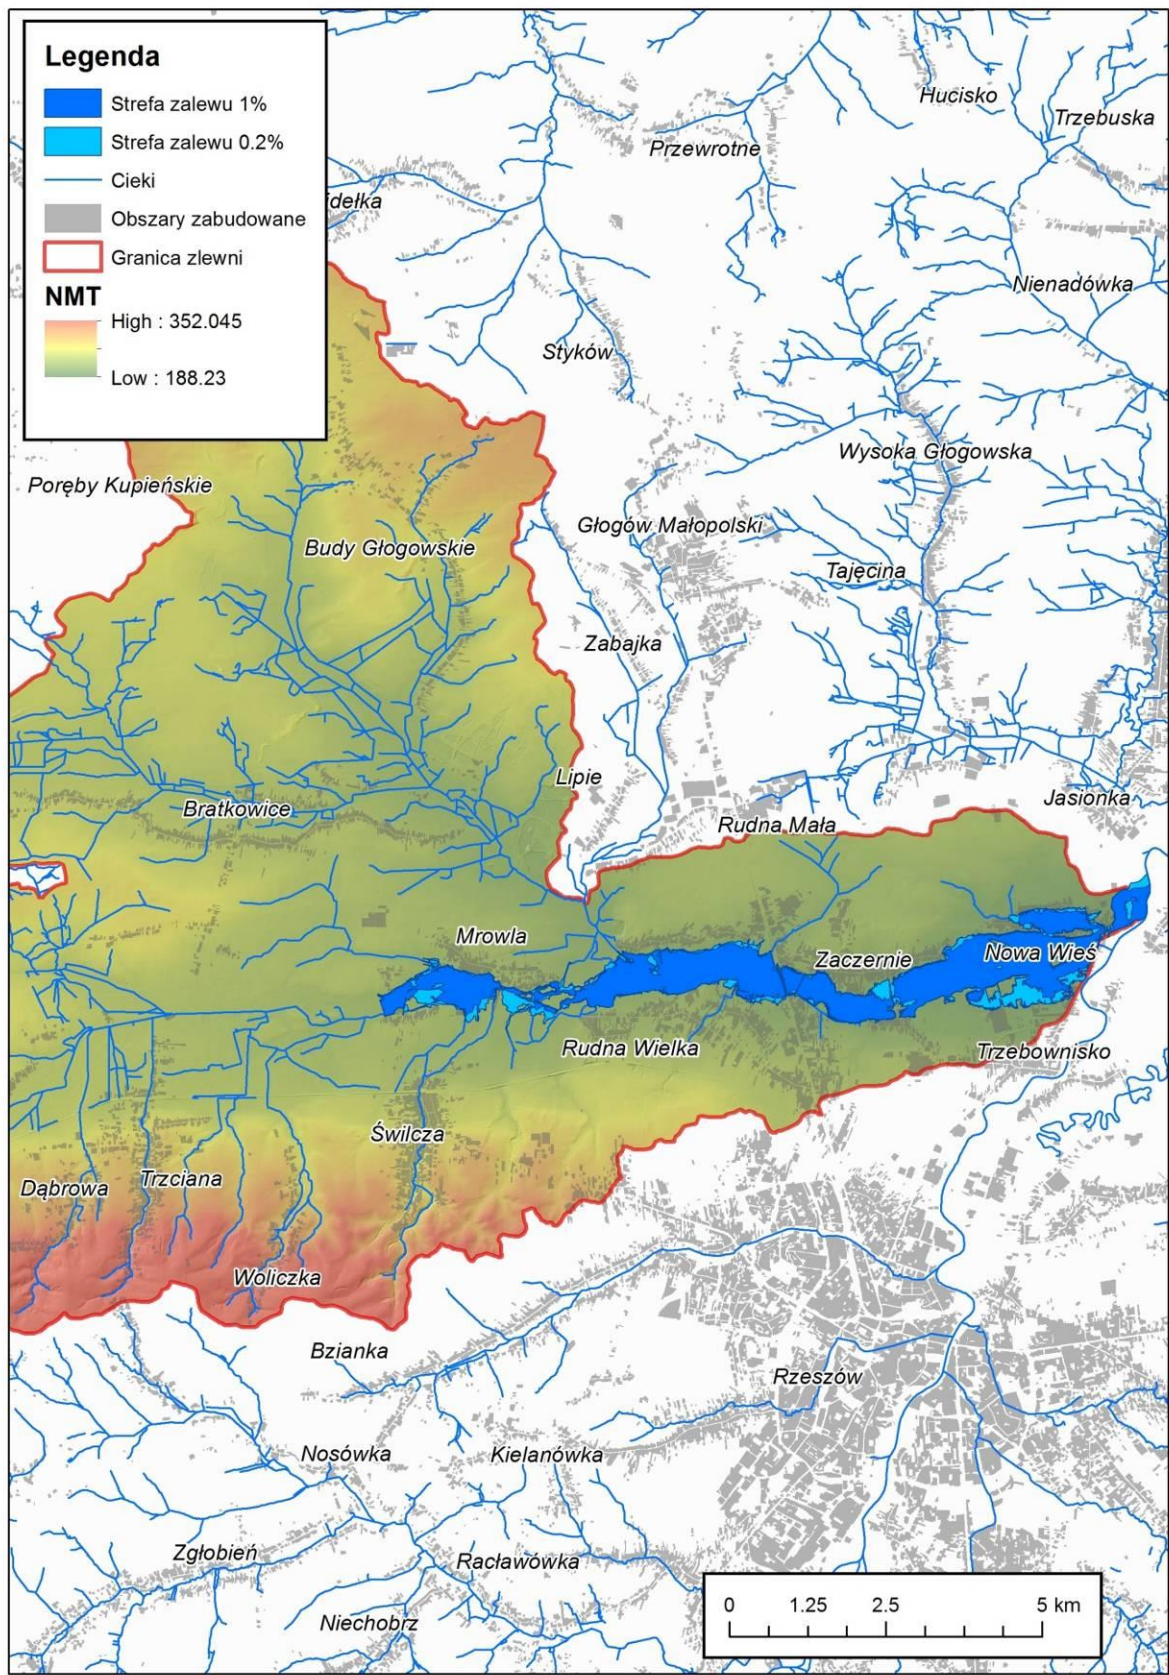 Legenda
Strefa zalewu 1%
Strefa zalewu 0.2%
Cieki
Obszary zabudowane
Granica zlewni
NMT
High : 352.045
Low : 188.23
Hucisko
Trzebuska
Przewrotne
idełka
Nienadówka
Styków
Wysoka Głogowska
Poręby Kupieńskie
Głogów Małopolski
Budy Głogowskie
Tajęcina
Zabajka
Lipie
Jasionka
Bratkowice
Rudna Mała
Mrowla
Zaczernie
Nowa Wieś
Rudna Wielka
Trzebownisko
Świlcza
Dąbrowa
Trzciana
Woliczka
Bzianka
Rzeszów
Nosówka
Kielanówka
Zgłobień
Racławówka
Niechobrz
0 1.25 2.5 5 km